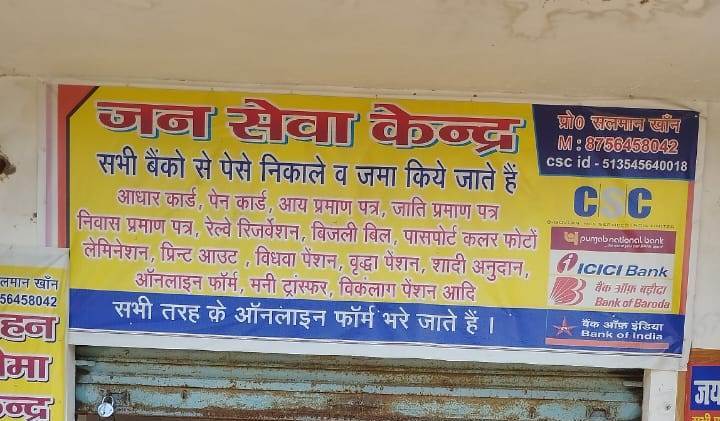 जन सेवा केन्द्र
प्रो0 सलमान खाँन
M : 8756458042
csc id - 513545640018
सभी बैंको से पेसे निकाले व जमा किये जाते हैं
आधार कार्ड, पेन कार्ड, आय प्रमाण पत्र, जाति प्रमाण पत्र
निवास प्रमाण पत्र, रेल्वे रिजर्वेशन, बिजली बिल, पासपोर्ट कलर फोटों
लेमिनेशन, प्रिन्ट आउट , विधवा पेंशन, वृद्धा पेंशन, शादी अनुदान,
ऑनलाइन फॉर्म, मनी ट्रांस्फर, विकंलाग पेंशन आदि
सभी तरह के ऑनलाइन फॉर्म भरे जाते हैं ।
CSC
punjab national bank
ICICI Bank
बैंक ऑफ़ बड़ौदा
Bank of Baroda
बैंक ऑफ़ इंडिया
Bank of India
लमान खाँन
56458042
हन
मा
न्द्र
जय